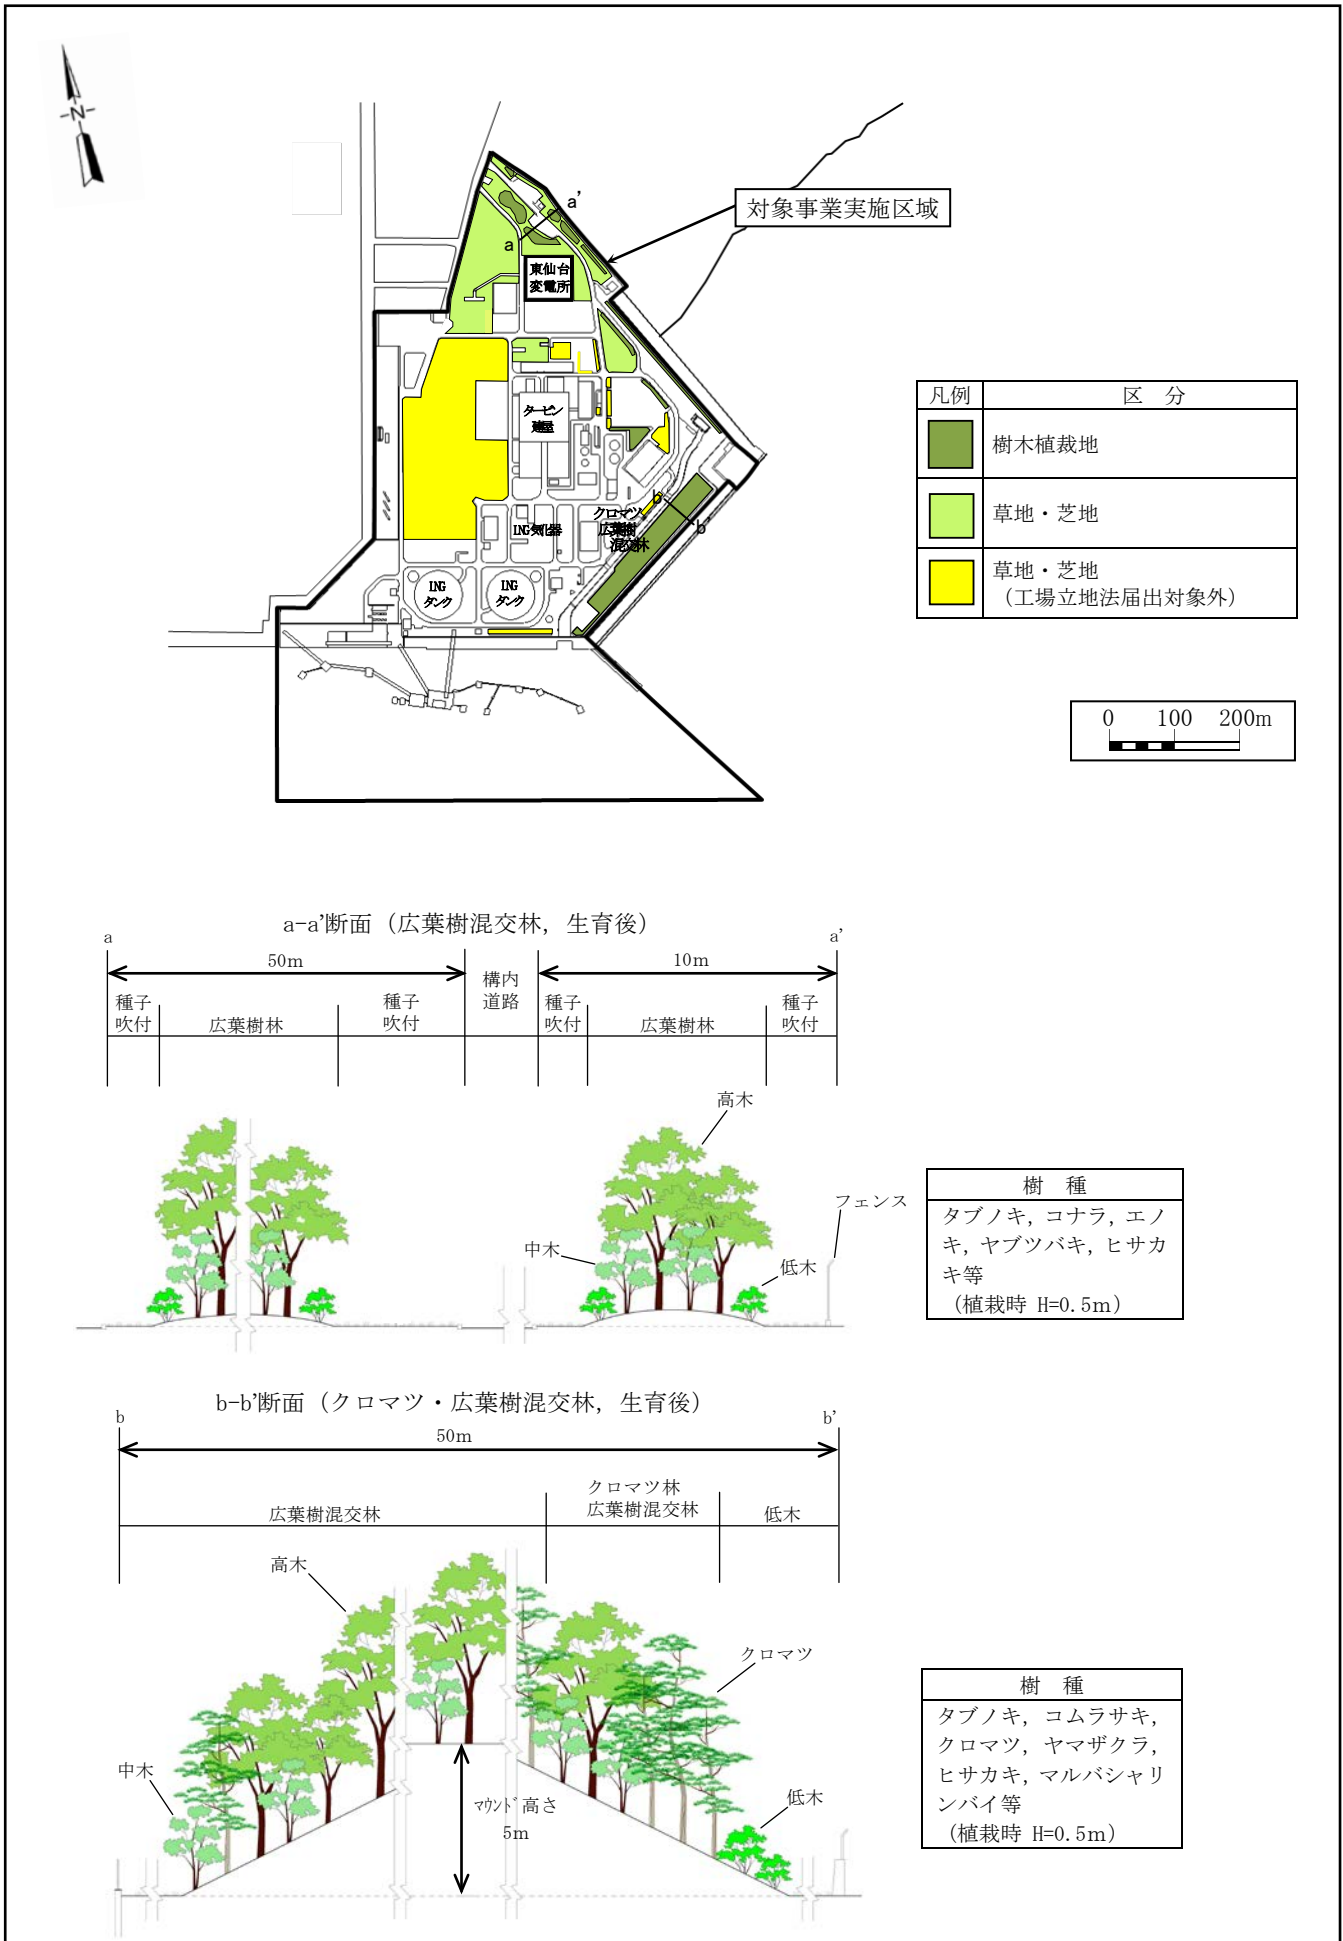 N
a
a'
対象事業実施区域
東仙台
変電所
タービン
建屋
LNG気化器
クロマツ
広葉樹
混交林
b
b'
LNG
タンク
LNG
タンク
凡例
区 分
樹木植裁地
草地・芝地
草地・芝地
(工場立地法届出対象外)
0 100 200m
a-a'断面(広葉樹混交林, 生育後)
a
a'
50m
構内
道路
10m
種子
吹付
広葉樹林
種子
吹付
種子
吹付
広葉樹林
種子
吹付
高木
フェンス
中木
低木
樹 種
タブノキ, コナラ, エノ
キ, ヤブツバキ, ヒサカ
キ等
(植栽時 H=0.5m)
b-b'断面(クロマツ・広葉樹混交林, 生育後)
b
b'
50m
広葉樹混交林
クロマツ林
広葉樹混交林
低木
高木
クロマツ
中木
マウンド高さ
5m
低木
樹 種
タブノキ, コムラサキ,
クロマツ, ヤマザクラ,
ヒサカキ, マルバシャリ
ンバイ等
(植栽時 H=0.5m)